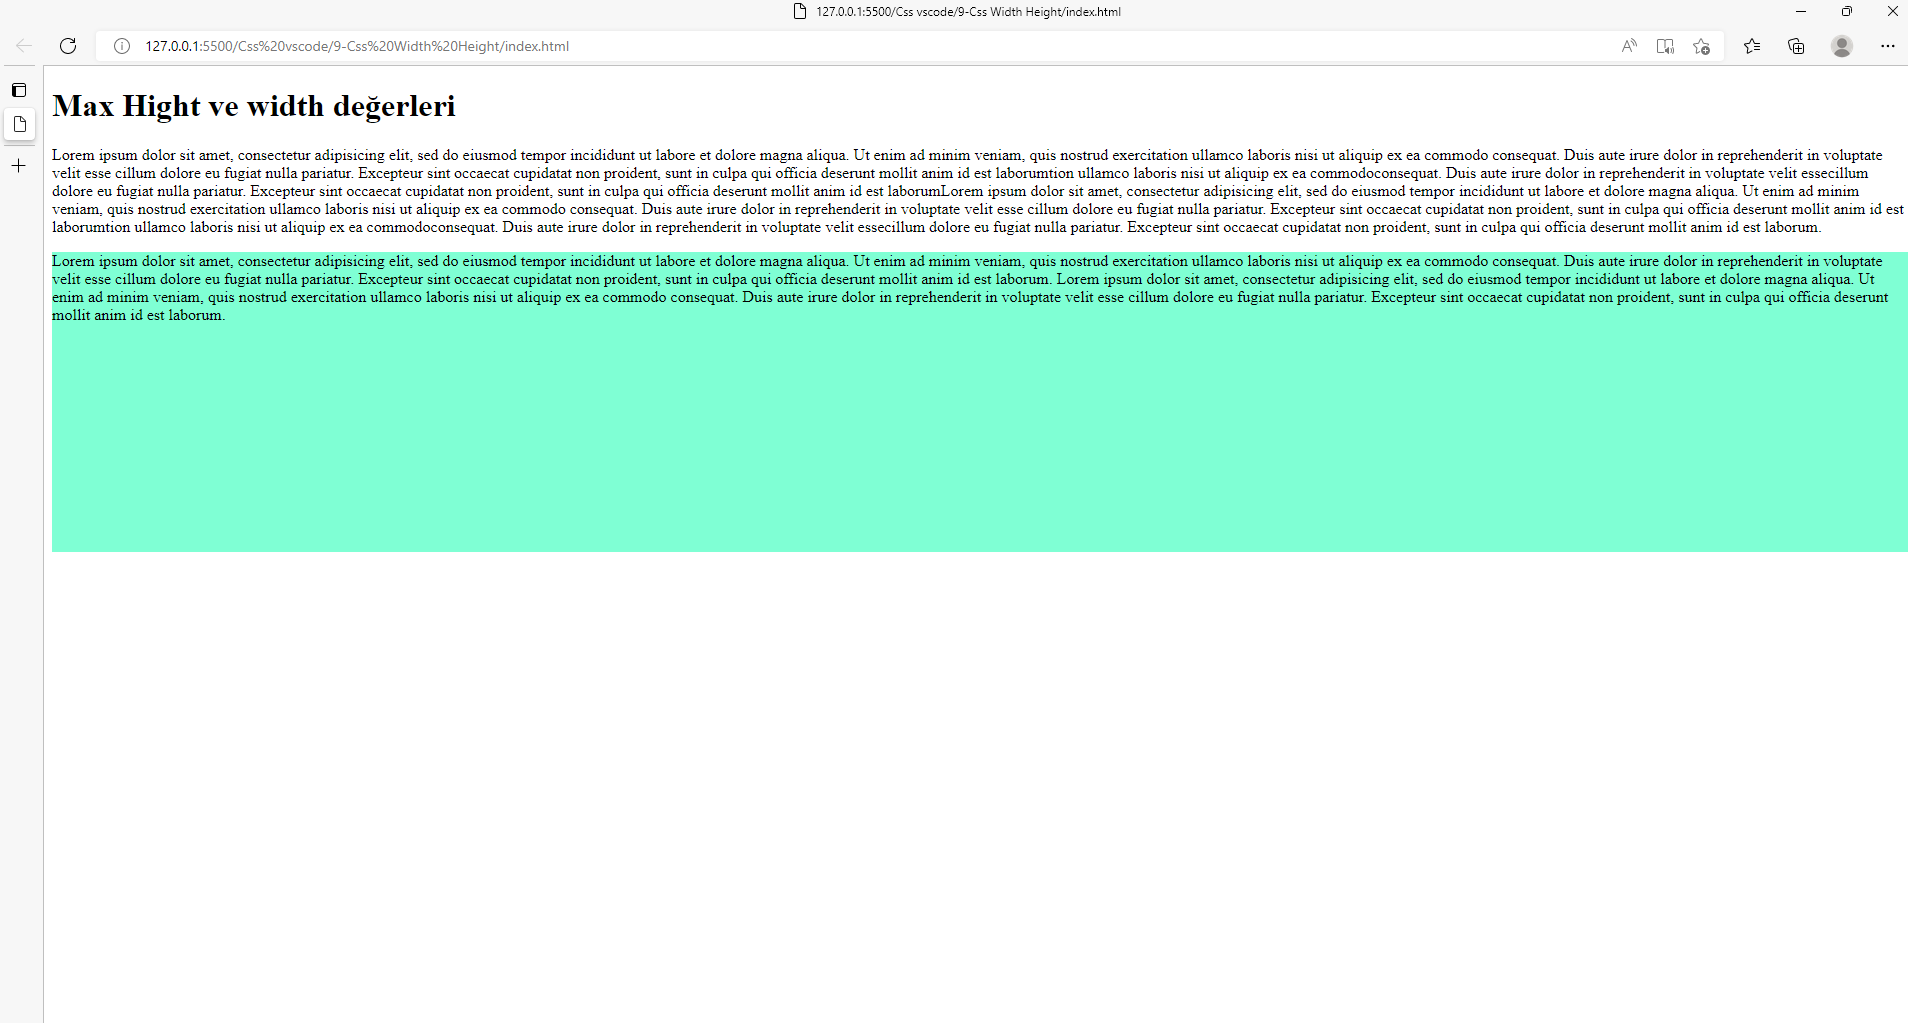 127.0.0.1:5500/Css vscode/9-Css Width Height/index.html
127.0.0.1:5500/Css%20vscode/9-Css%20Width%20Height/index.html
Max Hight ve width değerleri
Lorem ipsum dolor sit amet, consectetur adipisicing elit, sed do eiusmod tempor incididunt ut labore et dolore magna aliqua. Ut enim ad minim veniam, quis nostrud exercitation ullamco laboris nisi ut aliquip ex ea commodo consequat. Duis aute irure dolor in reprehenderit in voluptate
velit esse cillum dolore eu fugiat nulla pariatur. Excepteur sint occaecat cupidatat non proident, sunt in culpa qui officia deserunt mollit anim id est laborumtion ullamco laboris nisi ut aliquip ex ea commodoconsequat. Duis aute irure dolor in reprehenderit in voluptate velit essecillum
dolore eu fugiat nulla pariatur. Excepteur sint occaecat cupidatat non proident, sunt in culpa qui officia deserunt mollit anim id est laborumLorem ipsum dolor sit amet, consectetur adipisicing elit, sed do eiusmod tempor incididunt ut labore et dolore magna aliqua. Ut enim ad minim
veniam, quis nostrud exercitation ullamco laboris nisi ut aliquip ex ea commodo consequat. Duis aute irure dolor in reprehenderit in voluptate velit esse cillum dolore eu fugiat nulla pariatur. Excepteur sint occaecat cupidatat non proident, sunt in culpa qui officia deserunt mollit anim id est
laborumtion ullamco laboris nisi ut aliquip ex ea commodoconsequat. Duis aute irure dolor in reprehenderit in voluptate velit essecillum dolore eu fugiat nulla pariatur. Excepteur sint occaecat cupidatat non proident, sunt in culpa qui officia deserunt mollit anim id est laborum.
Lorem ipsum dolor sit amet, consectetur adipisicing elit, sed do eiusmod tempor incididunt ut labore et dolore magna aliqua. Ut enim ad minim veniam, quis nostrud exercitation ullamco laboris nisi ut aliquip ex ea commodo consequat. Duis aute irure dolor in reprehenderit in voluptate
velit esse cillum dolore eu fugiat nulla pariatur. Excepteur sint occaecat cupidatat non proident, sunt in culpa qui officia deserunt mollit anim id est laborum. Lorem ipsum dolor sit amet, consectetur adipisicing elit, sed do eiusmod tempor incididunt ut labore et dolore magna aliqua. Ut
enim ad minim veniam, quis nostrud exercitation ullamco laboris nisi ut aliquip ex ea commodo consequat. Duis aute irure dolor in reprehenderit in voluptate velit esse cillum dolore eu fugiat nulla pariatur. Excepteur sint occaecat cupidatat non proident, sunt in culpa qui officia deserunt
mollit anim id est laborum.